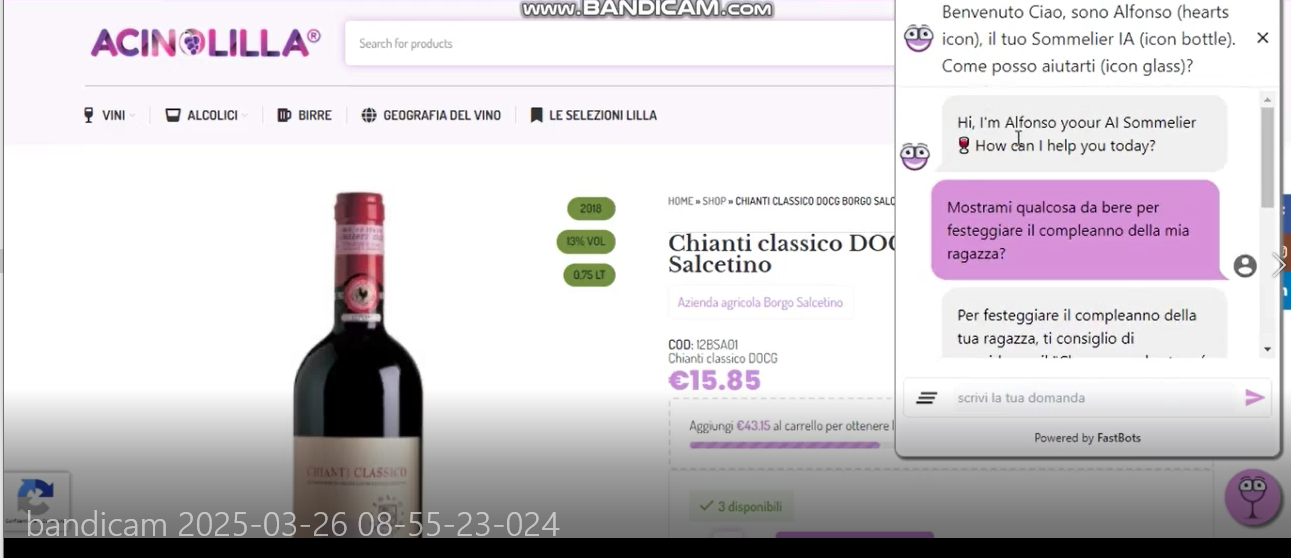 www.BANDICAM.com
ACINOLILLA®
Search for products
VINI
ALCOLICI
BIRRE
GEOGRAFIA DEL VINO
LE SELEZIONI LILLA
2018
13% VOL
0,75 LT
CHIANTI CLASSICO
HOME » SHOP » CHIANTI CLASSICO DOCG BORGO SALC
Chianti classico DOC
Salcetino
Azienda agricola Borgo Salcetino
COD: 12BSA01
Chianti classico DOCG
€15.85
Aggiungi €43.15 al carrello per ottenere l
3 disponibili
Benvenuto Ciao, sono Alfonso (hearts
icon), il tuo Sommelier IA (icon bottle).
Come posso aiutarti (icon glass)?
Hi, I'm Alfonso yoour AI Sommelier
🍷 How can I help you today?
Mostrami qualcosa da bere per
festeggiare il compleanno della mia
ragazza?
Per festeggiare il compleanno della
tua ragazza, ti consiglio di
scrivi la tua domanda
Powered by FastBots
bandicam 2025-03-26 08-55-23-024